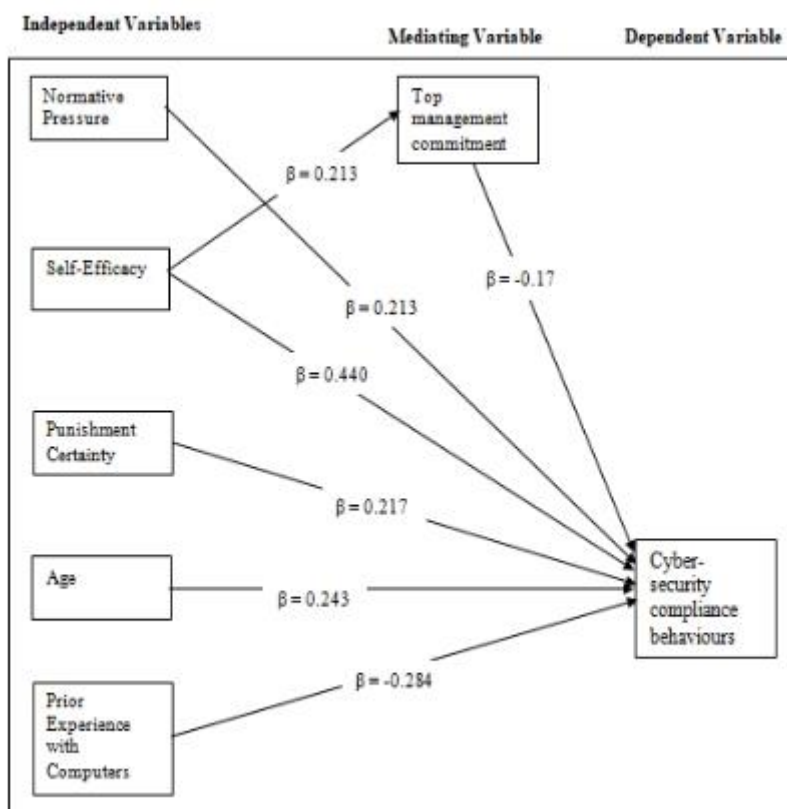 Independent Variables
Mediating Variable
Dependent Variable
Normative
Pressure
Top
management
commitment
β = 0.213
Self-Efficacy
β = -0.17
β = 0.213
β = 0.440
Punishment
Certainty
β = 0.217
Age
β = 0.243
Cyber-
security
compliance
behaviours
β = -0.284
Prior
Experience
with
Computers